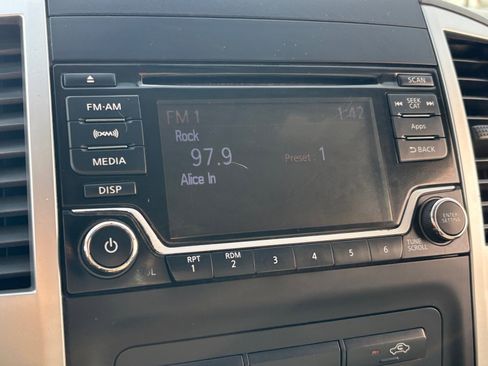 SCAN
FM-AM
SEEK
CAT
MEDIA
Apps
BACK
DISP
FM 1
1:42
Rock
97.9
Preset 1
Alice In
VOL
RPT
1
RDM
2
3
4
5
6
TUNE
SCROLL
ENTER
SETTING